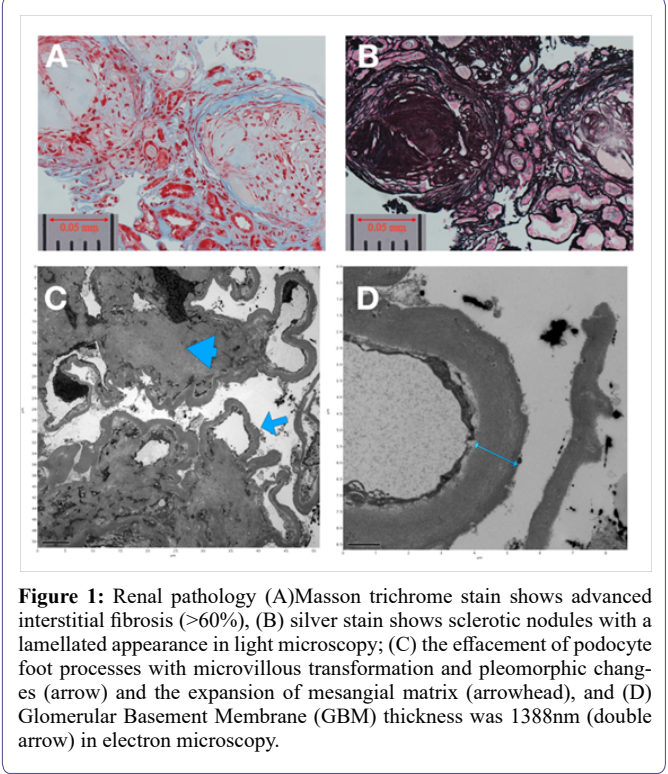 A
B
0.05 mm
0.05 mm
C
D
Figure 1: Renal pathology (A)Masson trichrome stain shows advanced
interstitial fibrosis (>60%), (B) silver stain shows sclerotic nodules with a
lamellated appearance in light microscopy; (C) the effacement of podocyte
foot processes with microvillous transformation and pleomorphic chang-
es (arrow) and the expansion of mesangial matrix (arrowhead), and (D)
Glomerular Basement Membrane (GBM) thickness was 1388nm (double
arrow) in electron microscopy.